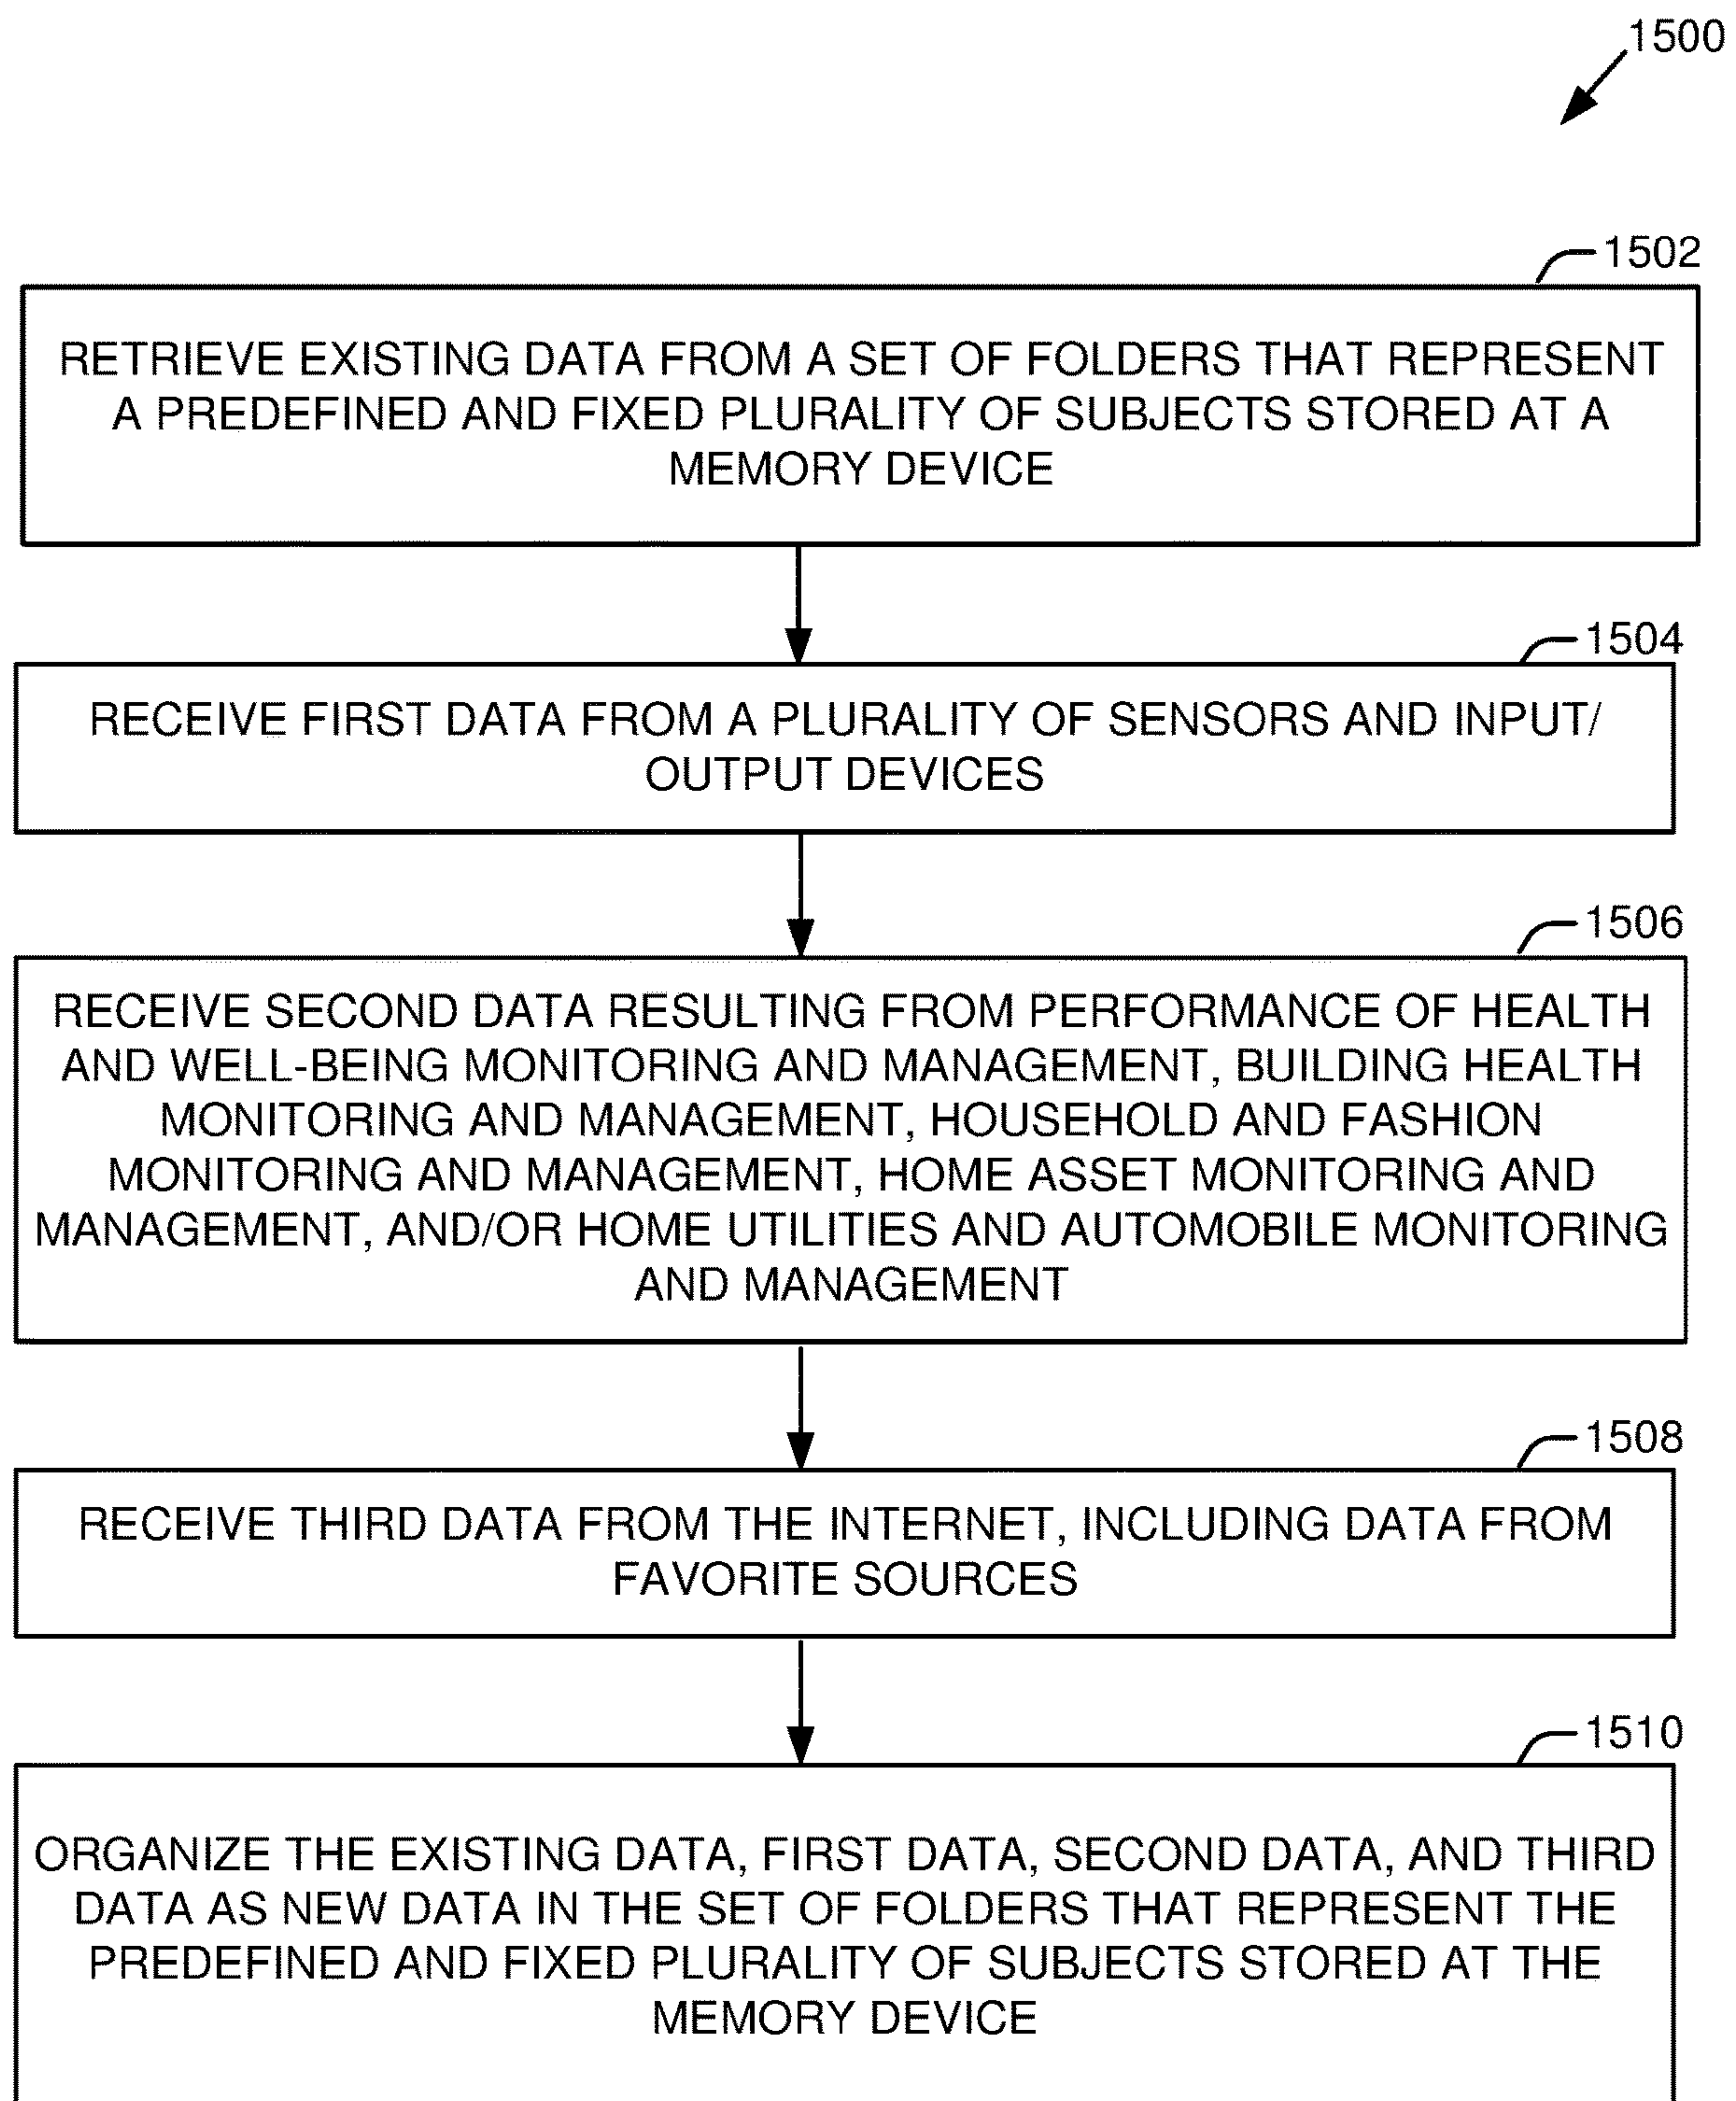 1500
1502
RETRIEVE EXISTING DATA FROM A SET OF FOLDERS THAT REPRESENT
A PREDEFINED AND FIXED PLURALITY OF SUBJECTS STORED AT A
MEMORY DEVICE
1504
RECEIVE FIRST DATA FROM A PLURALITY OF SENSORS AND INPUT/
OUTPUT DEVICES
1506
RECEIVE SECOND DATA RESULTING FROM PERFORMANCE OF HEALTH
AND WELL-BEING MONITORING AND MANAGEMENT, BUILDING HEALTH
MONITORING AND MANAGEMENT, HOUSEHOLD AND FASHION
MONITORING AND MANAGEMENT, HOME ASSET MONITORING AND
MANAGEMENT, AND/OR HOME UTILITIES AND AUTOMOBILE MONITORING
AND MANAGEMENT
1508
RECEIVE THIRD DATA FROM THE INTERNET, INCLUDING DATA FROM
FAVORITE SOURCES
1510
ORGANIZE THE EXISTING DATA, FIRST DATA, SECOND DATA, AND THIRD
DATA AS NEW DATA IN THE SET OF FOLDERS THAT REPRESENT THE
PREDEFINED AND FIXED PLURALITY OF SUBJECTS STORED AT THE
MEMORY DEVICE